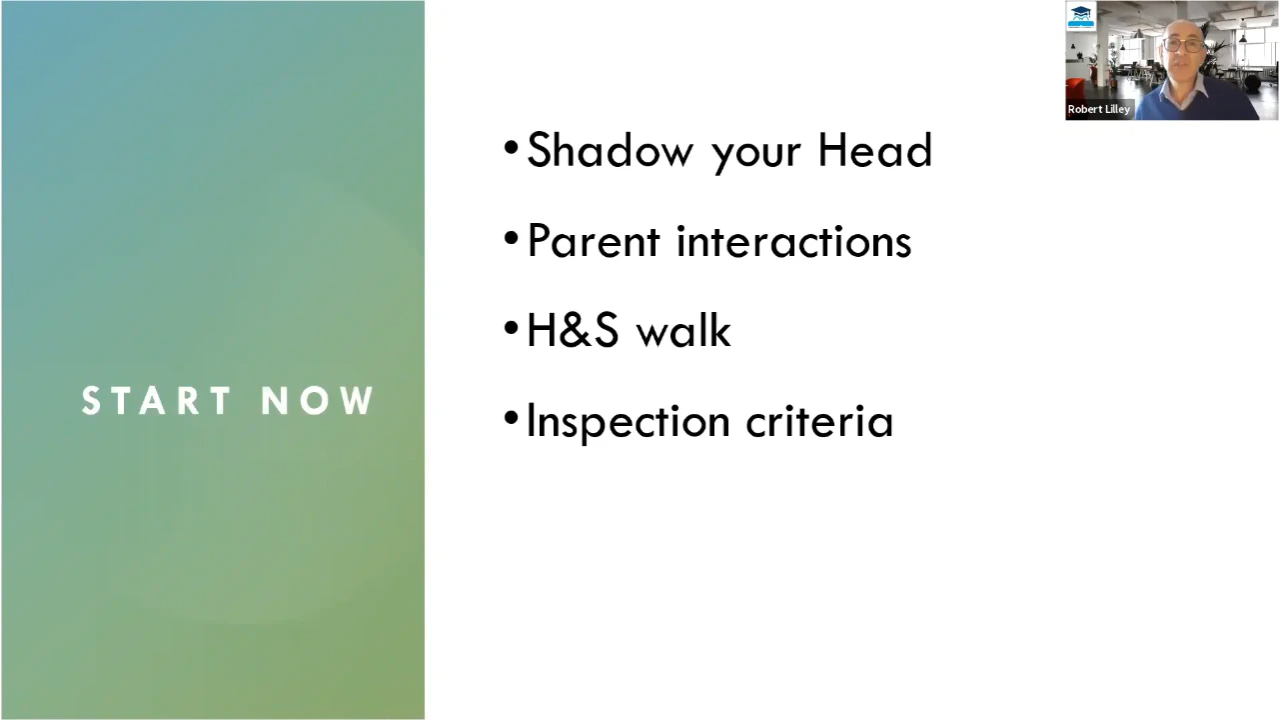 START NOW
•Shadow your Head
•Parent interactions
•H&S walk
•Inspection criteria
Robert Lilley